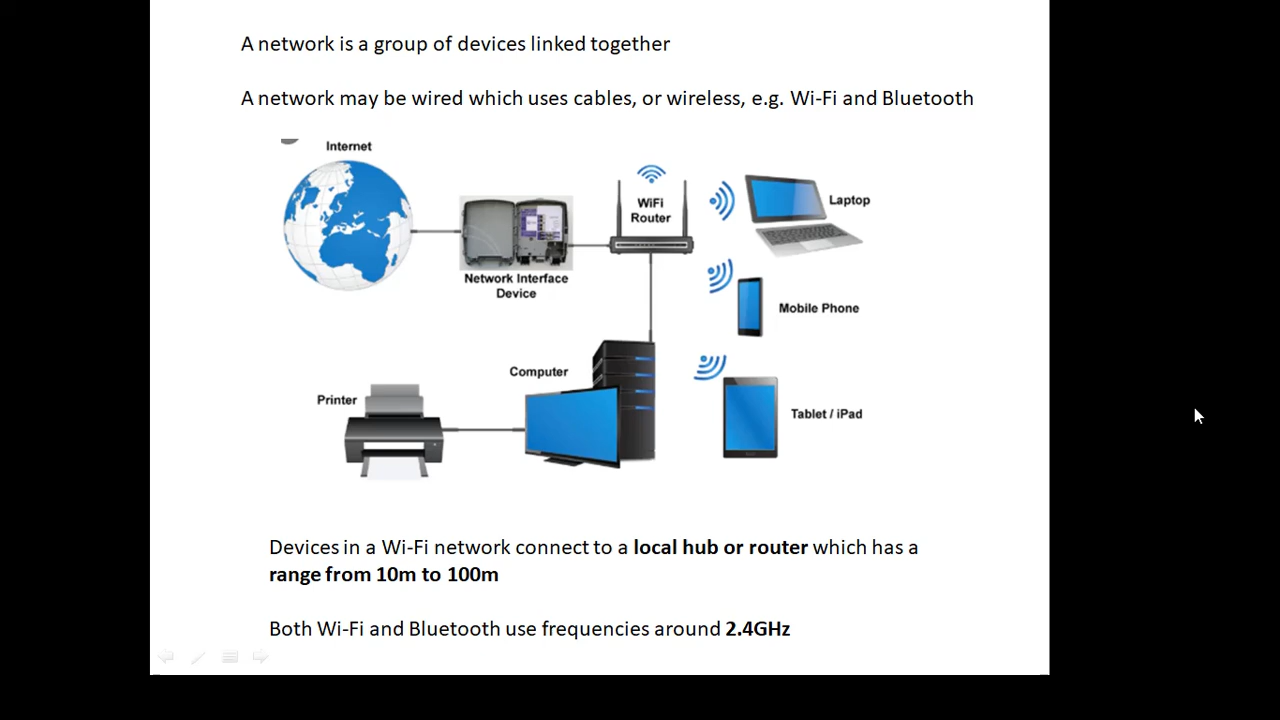 A network is a group of devices linked together
A network may be wired which uses cables, or wireless, e.g. Wi-Fi and Bluetooth
Internet
WiFi
Router
Laptop
Network Interface
Device
Mobile Phone
Computer
Printer
Tablet / iPad
Devices in a Wi-Fi network connect to a local hub or router which has a
range from 10m to 100m
Both Wi-Fi and Bluetooth use frequencies around 2.4GHz